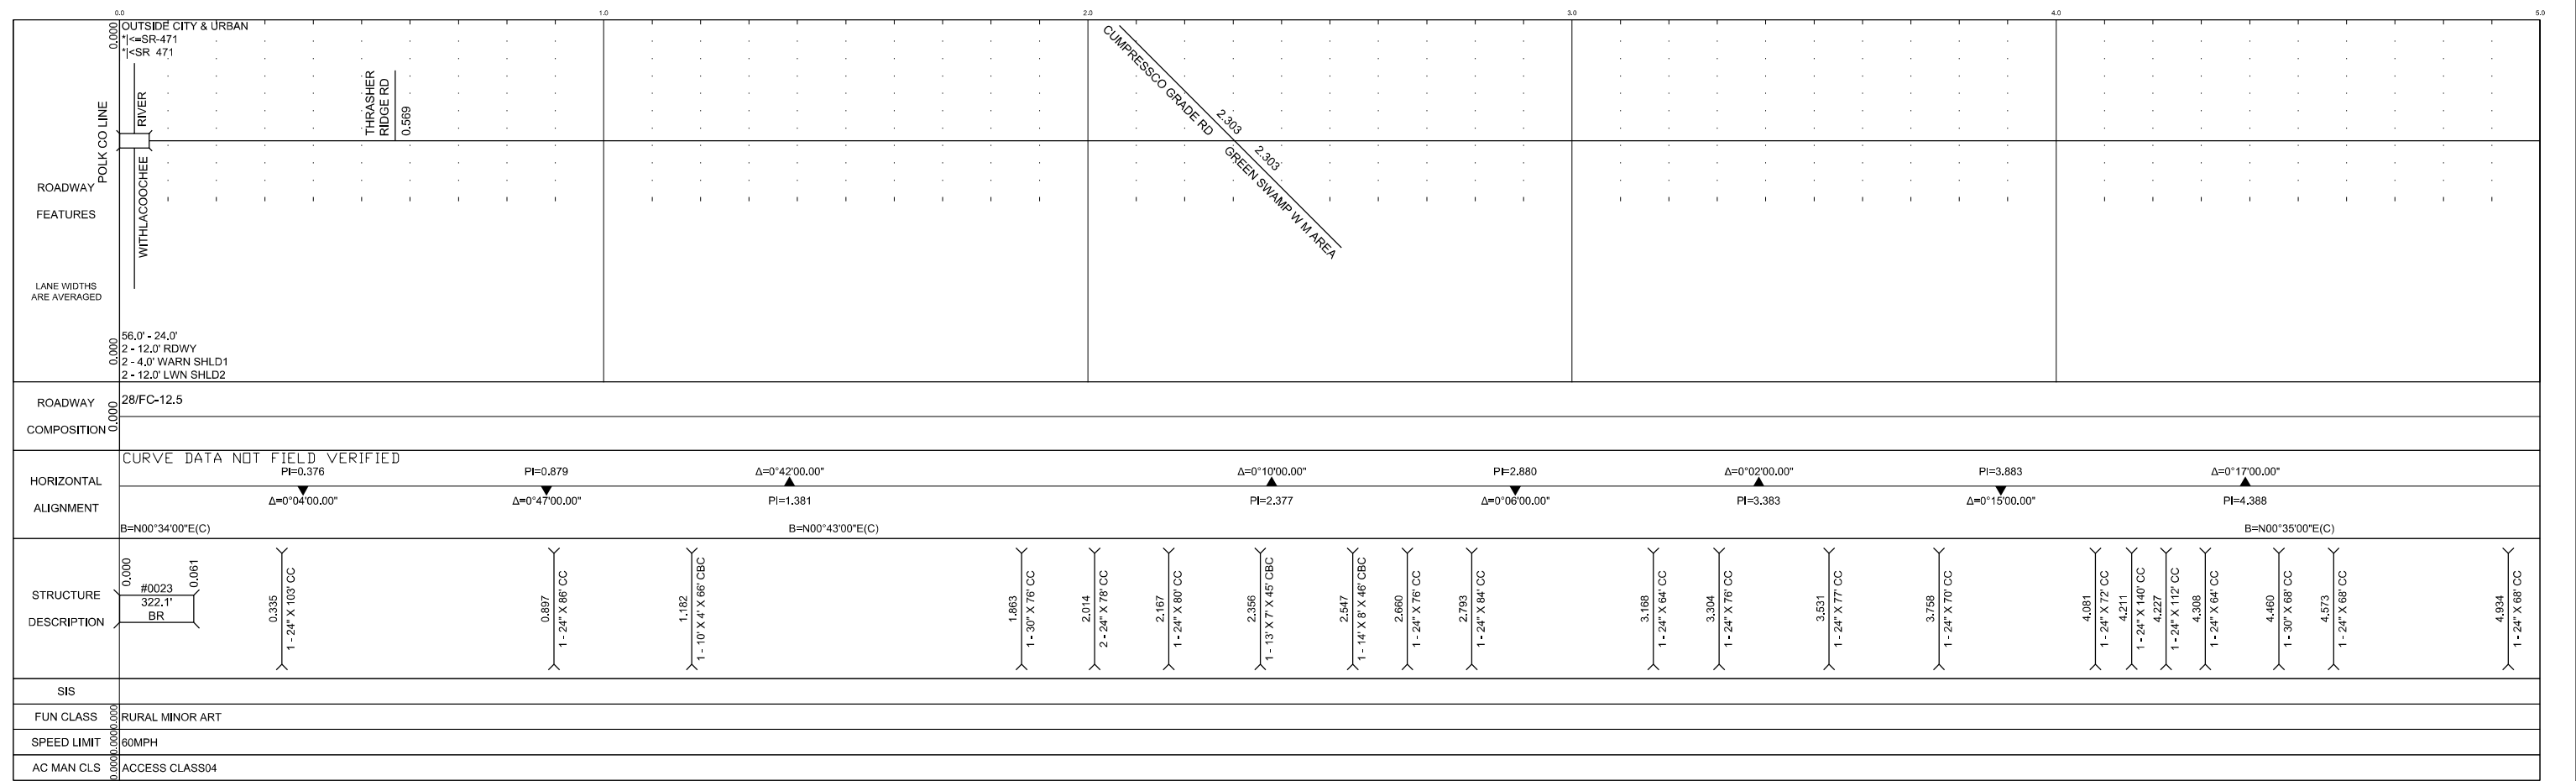 0.0 1.0 2.0 3.0 4.0 5.0
0.000
OUTSIDE CITY & URBAN
*|<=SR-471
*|<SR 471
POLK CO LINE
RIVER
WITHLACOOCHEE
THRASHER
RIDGE RD
0.569
CUMPRESSCO GRADE RD
2.303
2.303
GREEN SWAMP W M AREA
ROADWAY
FEATURES
LANE WIDTHS
ARE AVERAGED
0.000
56.0' - 24.0'
2 - 12.0' RDWY
2 - 4.0' WARN SHLD1
2 - 12.0' LWN SHLD2
ROADWAY
COMPOSITION
0.000
28/FC-12.5
HORIZONTAL
ALIGNMENT
CURVE DATA NOT FIELD VERIFIED
PI=0.376 PI=0.879 Δ=0°42'00.00" Δ=0°10'00.00" PI=2.880 Δ=0°02'00.00" PI=3.883 Δ=0°17'00.00"
Δ=0°04'00.00" Δ=0°47'00.00" PI=1.381 PI=2.377 Δ=0°06'00.00" PI=3.383 Δ=0°15'00.00" PI=4.388
B=N00°34'00"E(C) B=N00°43'00"E(C) B=N00°35'00"E(C)
STRUCTURE
DESCRIPTION
0.000
#0023
322.1'
BR
0.061
0.335
1 - 24" X 103' CC
0.897
1 - 24" X 86' CC
1.182
1 - 10' X 4' X 66' CBC
1.863
1 - 30" X 76' CC
2.014
2 - 24" X 78' CC
2.167
1 - 24" X 80' CC
2.356
1 - 13' X 7' X 45' CBC
2.547
1 - 14' X 8' X 46' CBC
2.660
1 - 24" X 76' CC
2.793
1 - 24" X 84' CC
3.168
1 - 24" X 64' CC
3.304
1 - 24" X 76' CC
3.531
1 - 24" X 77' CC
3.758
1 - 24" X 70' CC
4.081
1 - 24" X 72' CC
4.211
1 - 24" X 140' CC
4.227
1 - 24" X 112' CC
4.308
1 - 24" X 64' CC
4.460
1 - 30" X 68' CC
4.573
1 - 24" X 68' CC
4.934
1 - 24" X 68' CC
SIS
FUN CLASS 0.000 RURAL MINOR ART
SPEED LIMIT 0.000 60MPH
AC MAN CLS 0.000 ACCESS CLASS04